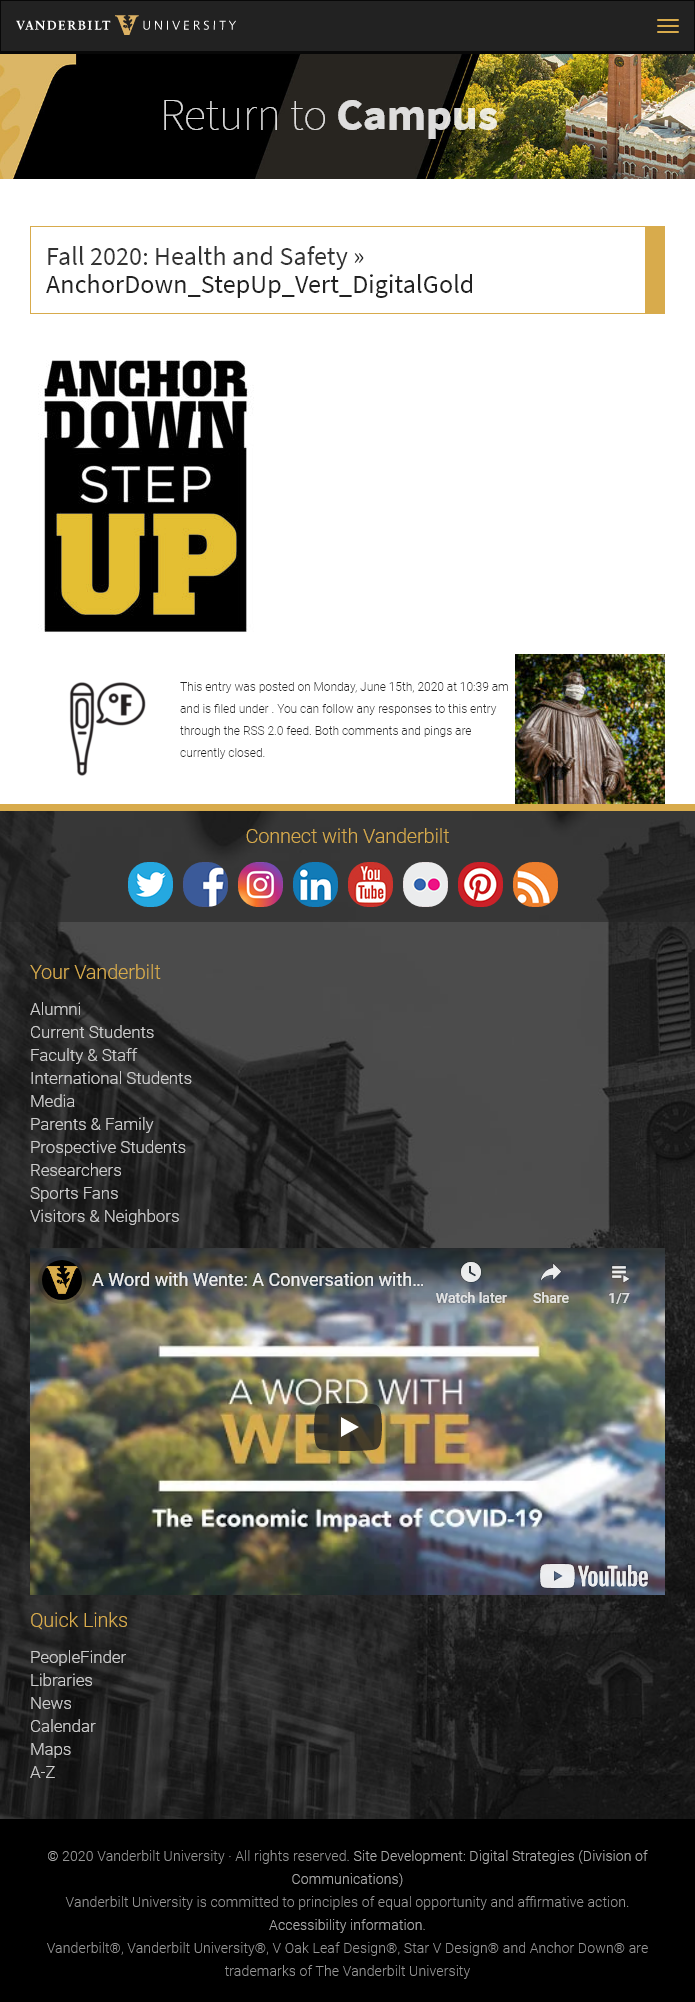 VANDERBILT UNIVERSITY
Return to Campus
Fall 2020: Health and Safety »
AnchorDown_StepUp_Vert_DigitalGold
ANCHOR
DOWN
STEP
UP
°F
This entry was posted on Monday, June 15th, 2020 at 10:39 am
and is filed under . You can follow any responses to this entry
through the RSS 2.0 feed. Both comments and pings are
currently closed.
Connect with Vanderbilt
You
Tube
Your Vanderbilt
Alumni
Current Students
Faculty & Staff
International Students
Media
Parents & Family
Prospective Students
Researchers
Sports Fans
Visitors & Neighbors
A Word with Wente: A Conversation with...
Watch later
Share
1/7
A WORD WITH
WENTE
The Economic Impact of COVID-19
YouTube
Quick Links
PeopleFinder
Libraries
News
Calendar
Maps
A-Z
© 2020 Vanderbilt University · All rights reserved. Site Development: Digital Strategies (Division of
Communications)
Vanderbilt University is committed to principles of equal opportunity and affirmative action.
Accessibility information.
Vanderbilt®, Vanderbilt University®, V Oak Leaf Design®, Star V Design® and Anchor Down® are
trademarks of The Vanderbilt University